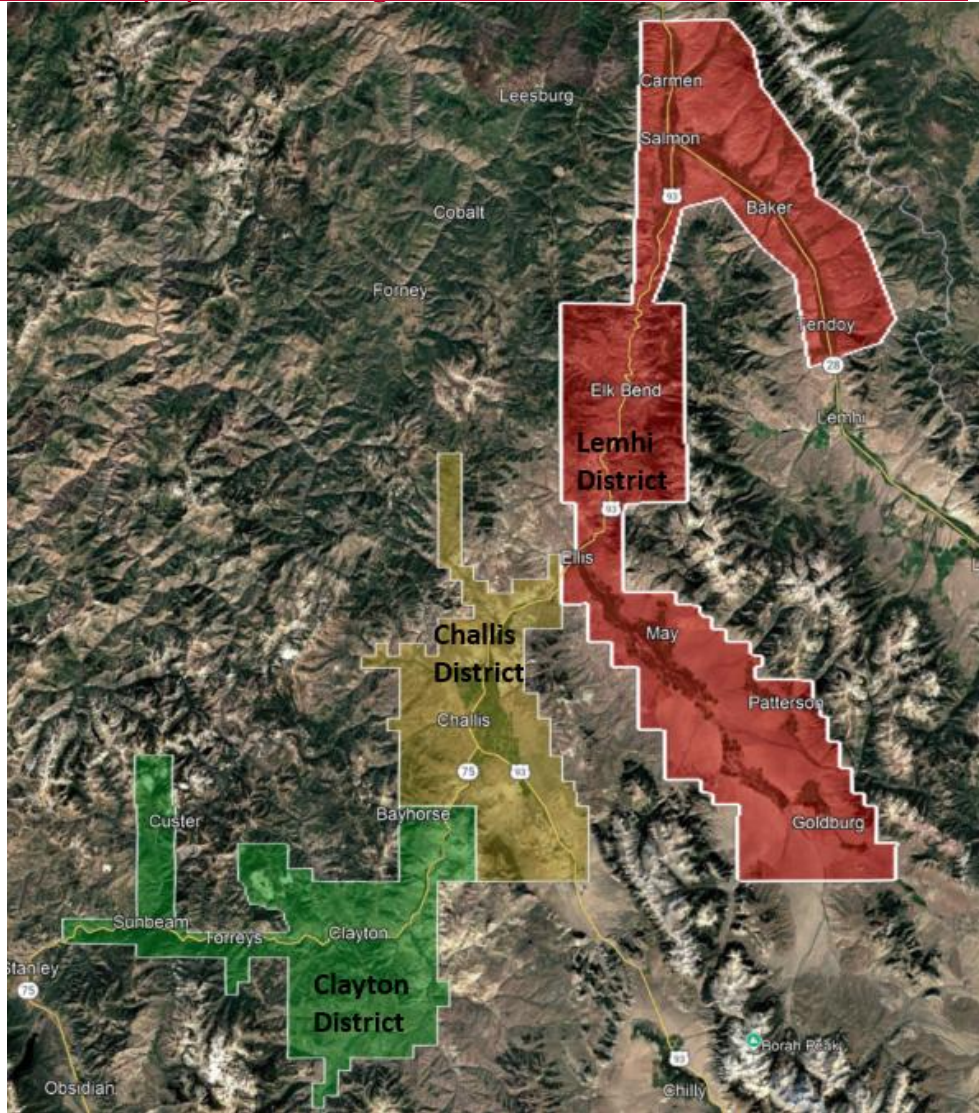 Carmen
Leesburg
Salmon
93
Baker
Cobalt
Forney
Tendoy
28
Elk Bend
Lemhi
Lemhi
District
93
Ellis
Challis
District
May
Patterson
Challis
75
93
Bayhorse
Custer
Goldburg
Sunbeam
Torreys
Clayton
Stanley
75
Clayton
District
Borah Peak
93
Obsidian
Chilly